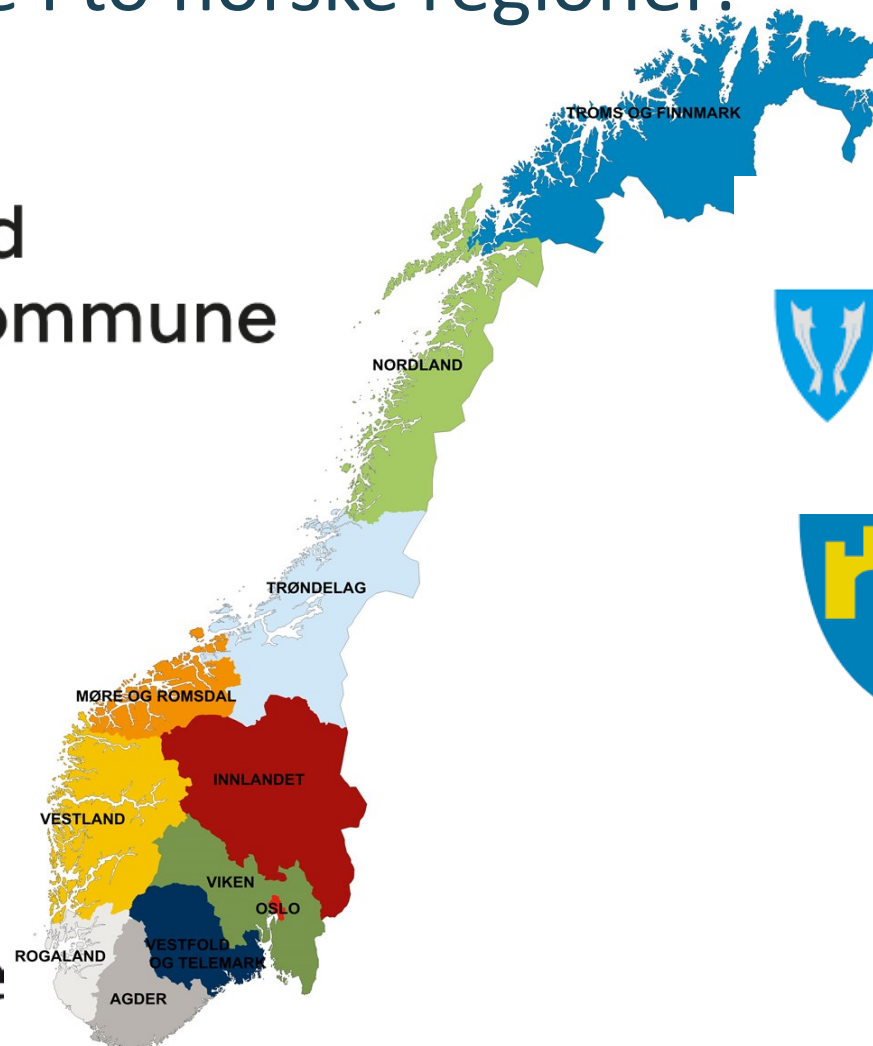 e i to norske regioner?
TROMS OG FINNMARK
d
ommune
NORDLAND
TRØNDELAG
MØRE OG ROMSDAL
INNLANDET
VESTLAND
VIKEN
OSLO
VESTFOLD
OG TELEMARK
ROGALAND
e
AGDER